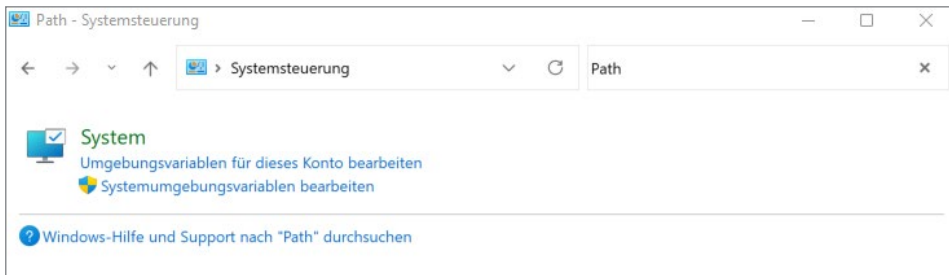 Path - Systemsteuerung
> Systemsteuerung
Path
System
Umgebungsvariablen für dieses Konto bearbeiten
Systemumgebungsvariablen bearbeiten
Windows-Hilfe und Support nach "Path" durchsuchen